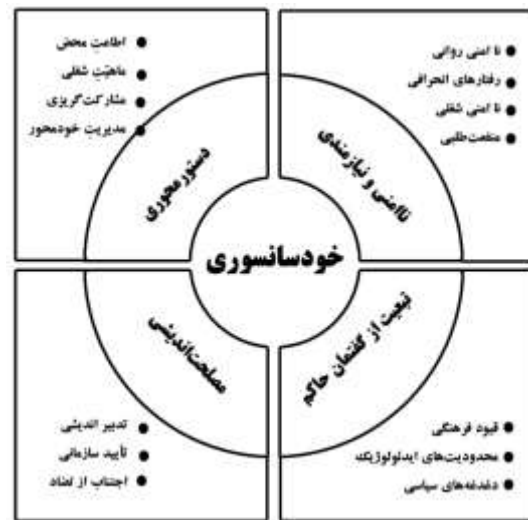 نا امنی روانی
رفتارهای انحرافی
نا امنی شغلی
منفعت‌طلبی
ناامنی و نیازمندی
اطاعت محض
ماهیّتِ شغلی
مشارکت‌گریزی
مدیریت خودمحور
دستورمحوری
خودسانسوری
تبعیت از گفتمان حاکم
قیود فرهنگی
محدودیت‌های ایدئولوژیک
دغدغه‌های سیاسی
مصلحت‌اندیشی
تدبیر اندیشی
تأیید سازمانی
اجتناب از تضاد